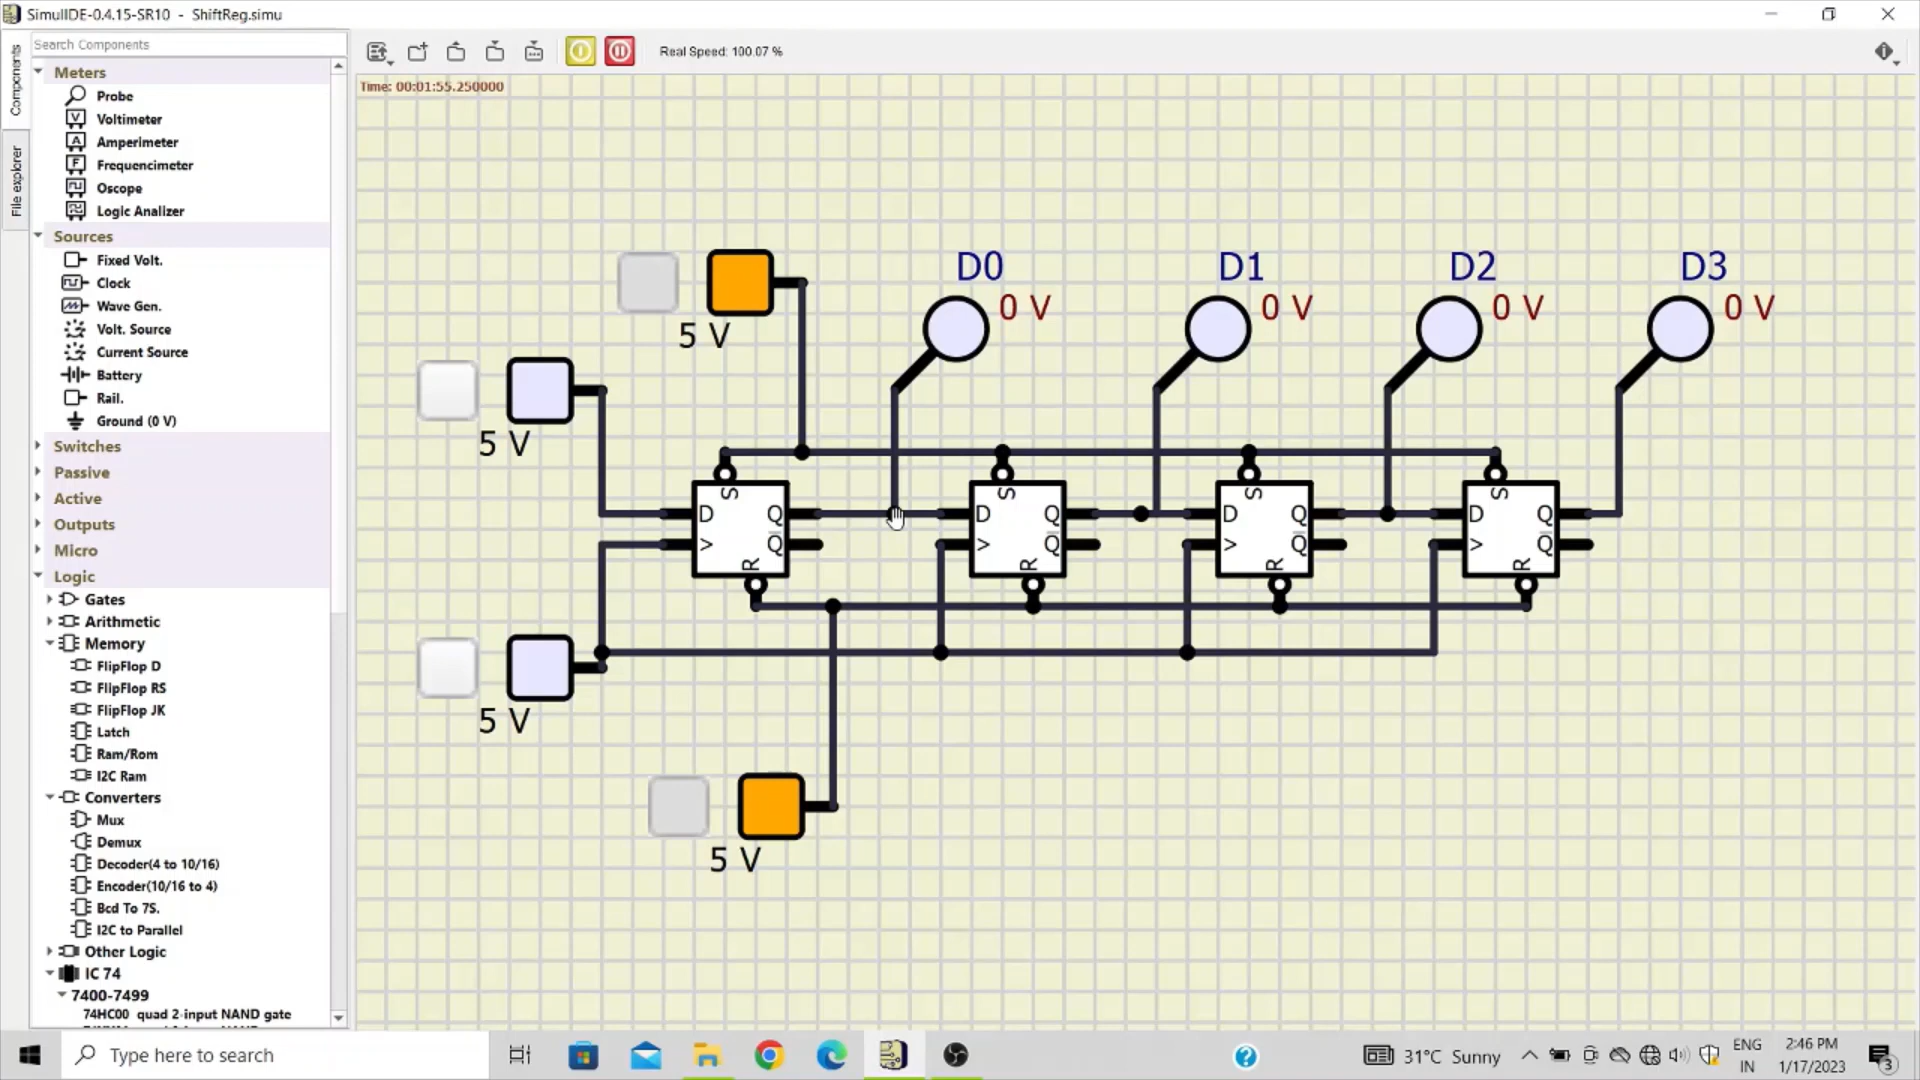 SimulIDE-0.4.15-SR10 - ShiftReg.simu
Components
File explorer
Search Components
Meters
Probe
Voltimeter
Amperimeter
Frequencimeter
Oscope
Logic Analizer
Sources
Fixed Volt.
Clock
Wave Gen.
Volt. Source
Current Source
Battery
Rail.
Ground (0 V)
Switches
Passive
Active
Outputs
Micro
Logic
Gates
Arithmetic
Memory
FlipFlop D
FlipFlop RS
FlipFlop JK
Latch
Ram/Rom
I2C Ram
Converters
Mux
Demux
Decoder(4 to 10/16)
Encoder(10/16 to 4)
Bcd To 7S.
I2C to Parallel
Other Logic
IC 74
7400-7499
74HC00 quad 2-input NAND gate
Real Speed: 100.07 %
Time: 00:01:55.250000
D0 D1 D2 D3
0 V 0 V 0 V 0 V
5 V
5 V
S S S S
D Q D Q D Q D Q
> Q > Q > Q > Q
R R R R
5 V
5 V
Type here to search
31°C Sunny
ENG
IN
2:46 PM
1/17/2023
3